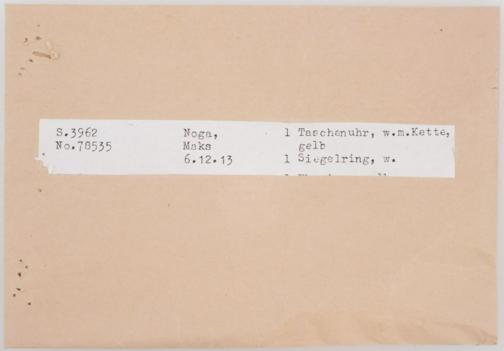 S.3962 Noga, 1 Taschenuhr, w.m.Kette,
No.78535 Maks gelb
6.12.13 1 Siegelring, w.